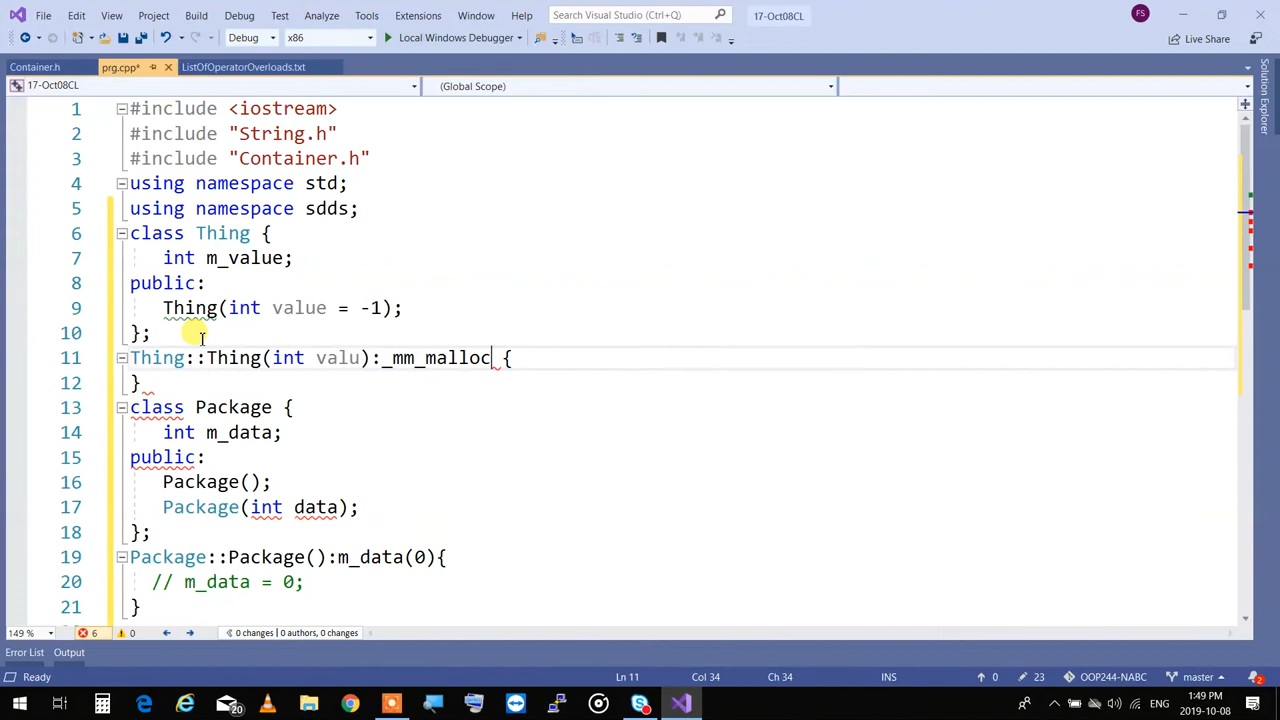 File Edit View Project Build Debug Test Analyze Tools Extensions Window Help Search Visual Studio (Ctrl+Q) 17-Oct08CL FS
Debug x86 Local Windows Debugger Live Share
Container.h prg.cpp* ListOfOperatorOverloads.txt
17-Oct08CL (Global Scope)
Solution Explorer
1 #include <iostream>
2 #include "String.h"
3 #include "Container.h"
4 using namespace std;
5 using namespace sdds;
6 class Thing {
7 int m_value;
8 public:
9 Thing(int value = -1);
10 };
11 Thing::Thing(int valu):_mm_malloc {
12 }
13 class Package {
14 int m_data;
15 public:
16 Package();
17 Package(int data);
18 };
19 Package::Package():m_data(0){
20 // m_data = 0;
21 }
149 % 6 0 0 changes | 0 authors, 0 changes
Error List Output
Ready Ln 11 Col 34 Ch 34 INS 0 23 OOP244-NABC master 2
20 ENG 1:49 PM
2019-10-08